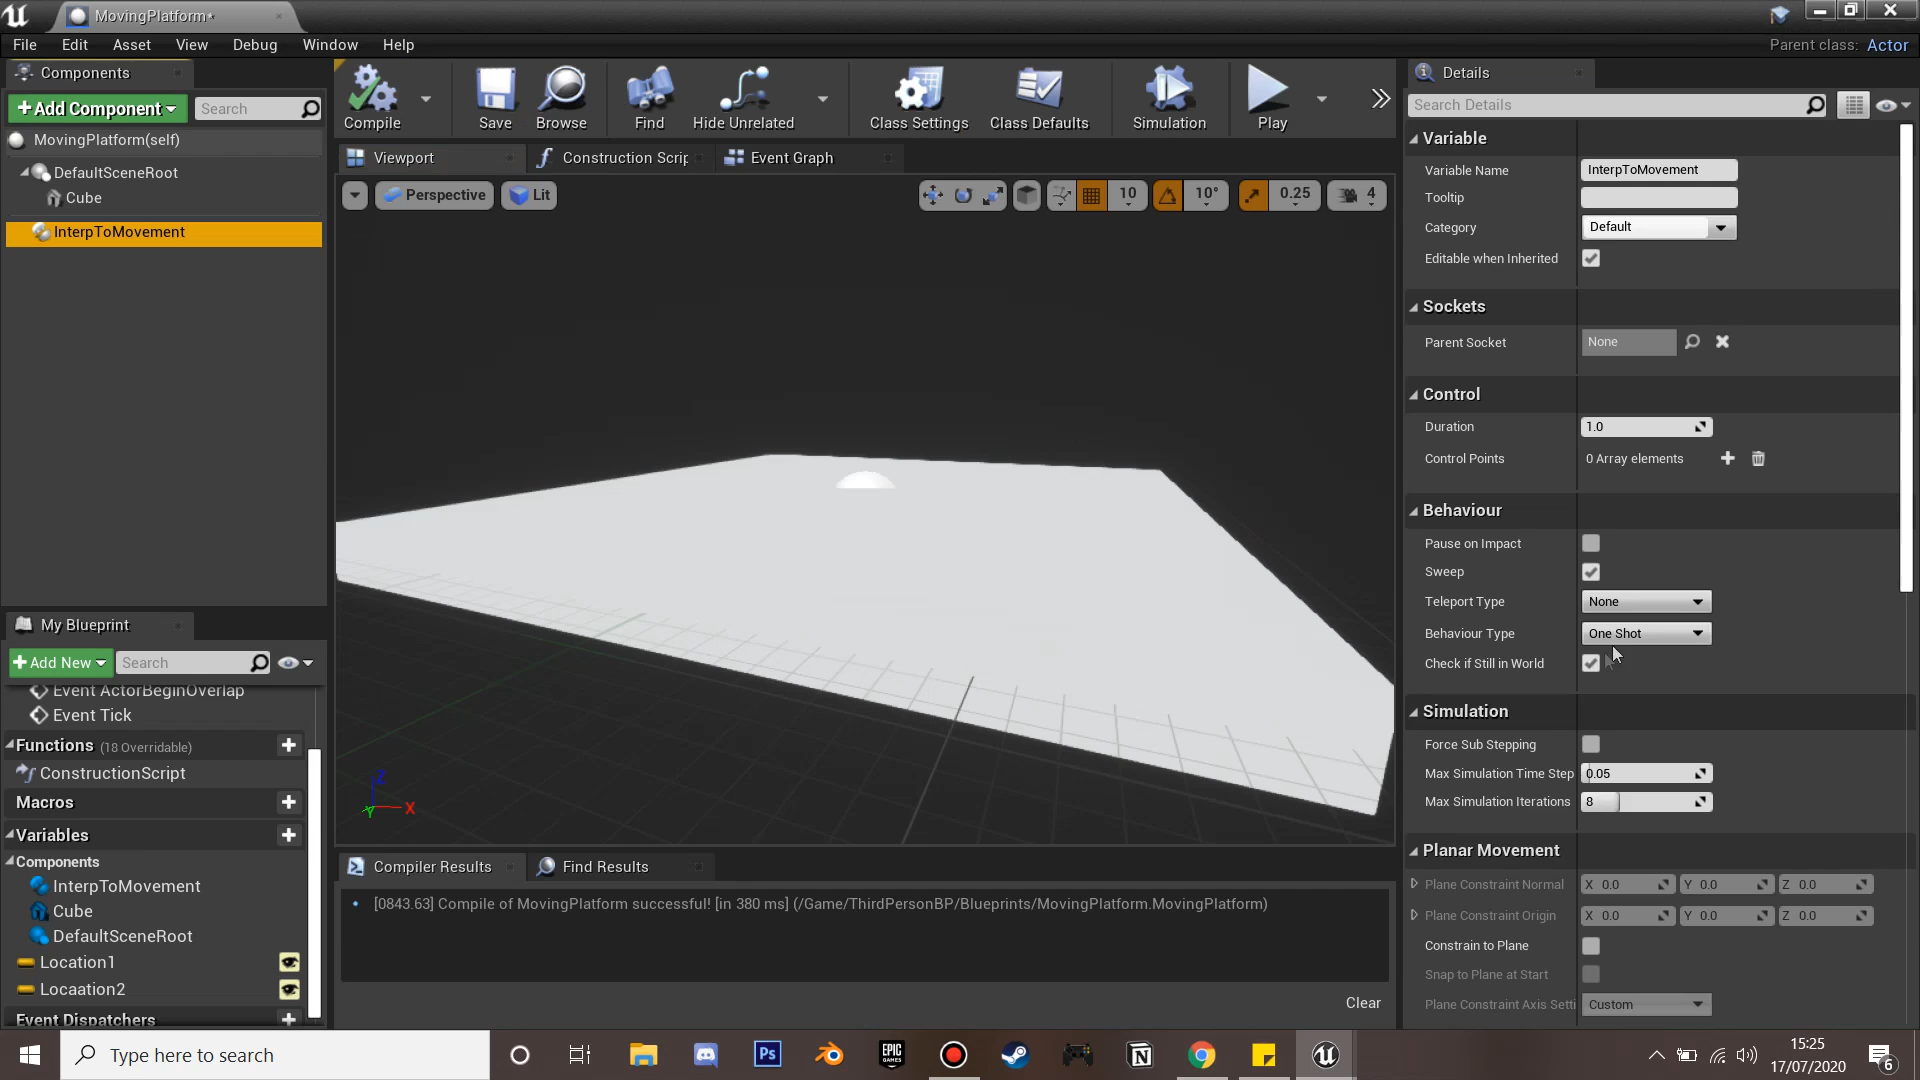 MovingPlatform*
File Edit Asset View Debug Window Help
Parent class: Actor
Components
+Add Component
Search
MovingPlatform(self)
DefaultSceneRoot
Cube
InterpToMovement
My Blueprint
+Add New
Search
Event ActorBeginOverlap
Event Tick
Functions (18 Overridable)
ConstructionScript
Macros
Variables
Components
InterpToMovement
Cube
DefaultSceneRoot
Location1
Locaation2
Event Dispatchers
Compile
Save
Browse
Find
Hide Unrelated
Class Settings
Class Defaults
Simulation
Play
Viewport
Construction Scrip
Event Graph
Perspective
Lit
10
10°
0.25
4
Z
X
Y
Compiler Results
Find Results
[0843.63] Compile of MovingPlatform successful! [in 380 ms] (/Game/ThirdPersonBP/Blueprints/MovingPlatform.MovingPlatform)
Clear
Details
Search Details
Variable
Variable Name InterpToMovement
Tooltip
Category Default
Editable when Inherited
Sockets
Parent Socket None
Control
Duration 1.0
Control Points 0 Array elements
Behaviour
Pause on Impact
Sweep
Teleport Type None
Behaviour Type One Shot
Check if Still in World
Simulation
Force Sub Stepping
Max Simulation Time Step 0.05
Max Simulation Iterations 8
Planar Movement
Plane Constraint Normal X 0.0 Y 0.0 Z 0.0
Plane Constraint Origin X 0.0 Y 0.0 Z 0.0
Constrain to Plane
Snap to Plane at Start
Plane Constraint Axis Setti Custom
Type here to search
Ps
EPIC GAMES
15:25
17/07/2020
6